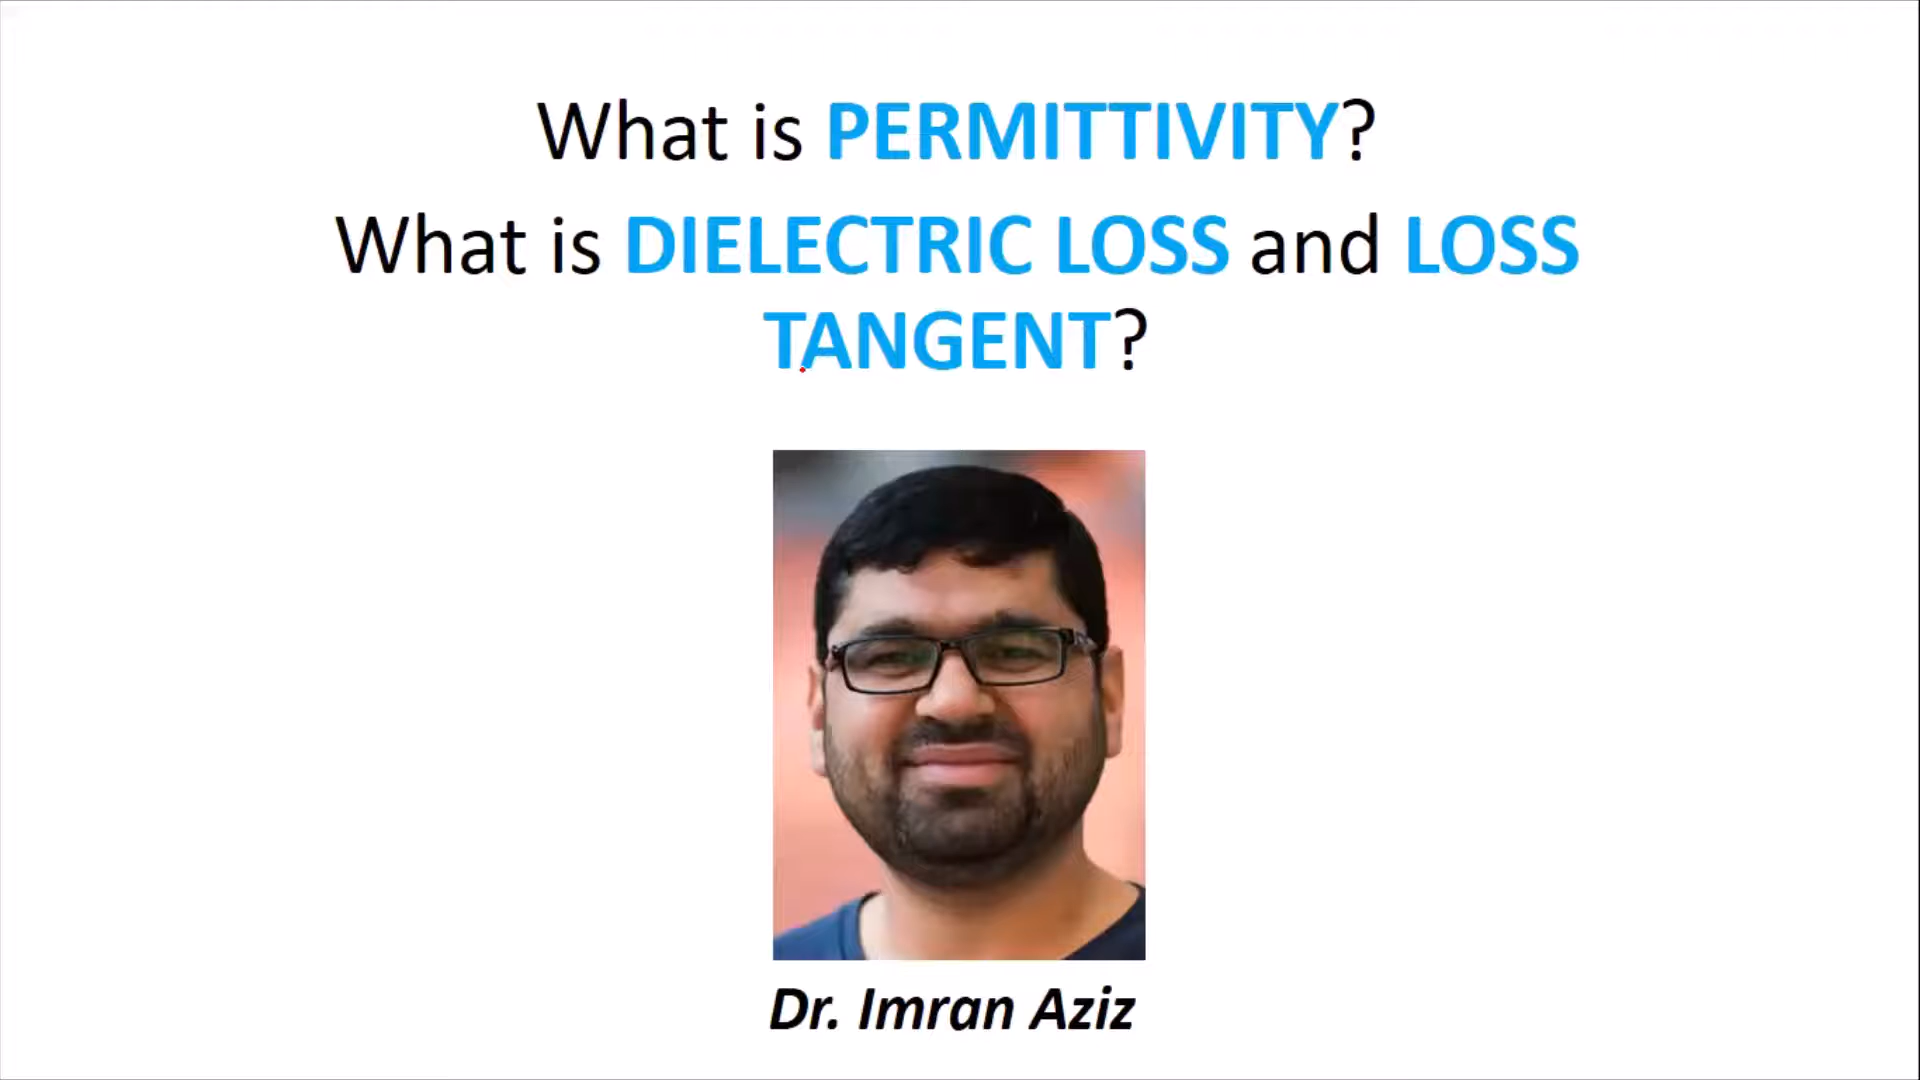 What is PERMITTIVITY?
What is DIELECTRIC LOSS and LOSS
TANGENT?
Dr. Imran Aziz